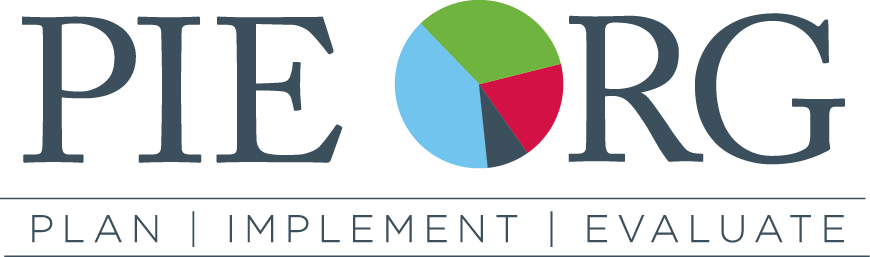 PIE ORG
PLAN | IMPLEMENT | EVALUATE